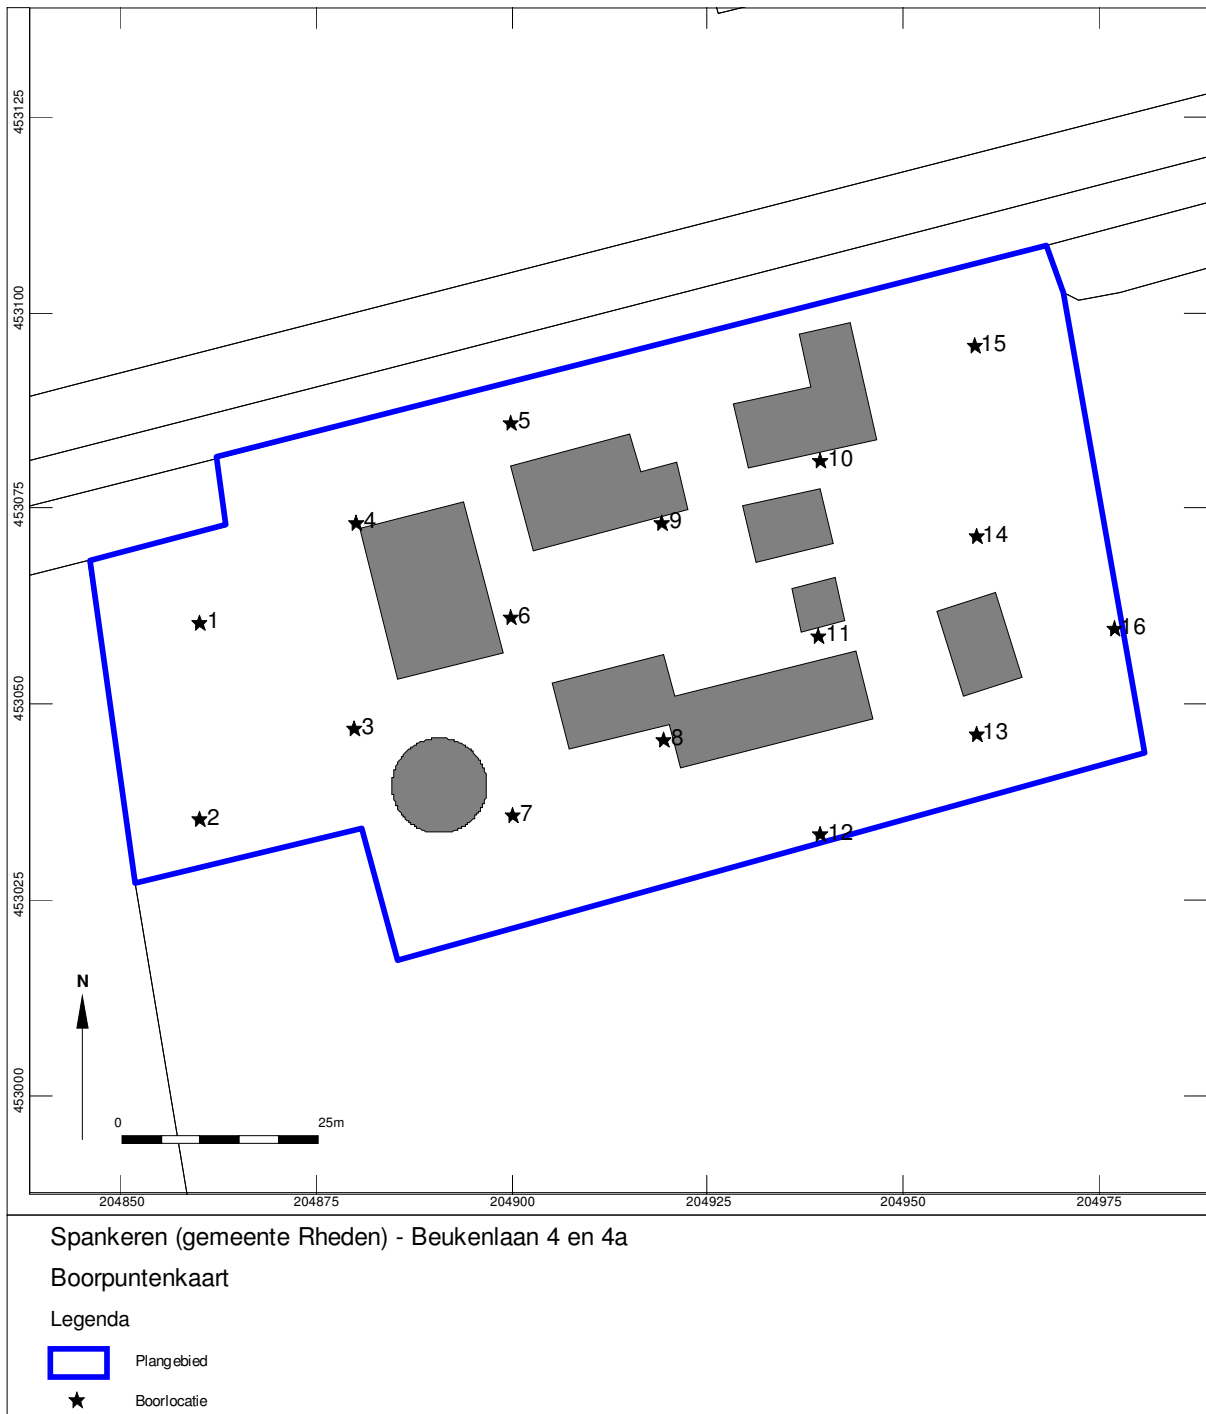 453125
453100
15
5
10
453075
4
9
14
1
6
11
16
453050
3
8
13
2
7
12
453025
N
453000
0 25m
204850 204875 204900 204925 204950 204975
Spankeren (gemeente Rheden) - Beukenlaan 4 en 4a
Boorpuntenkaart
Legenda
Plangebied
Boorlocatie